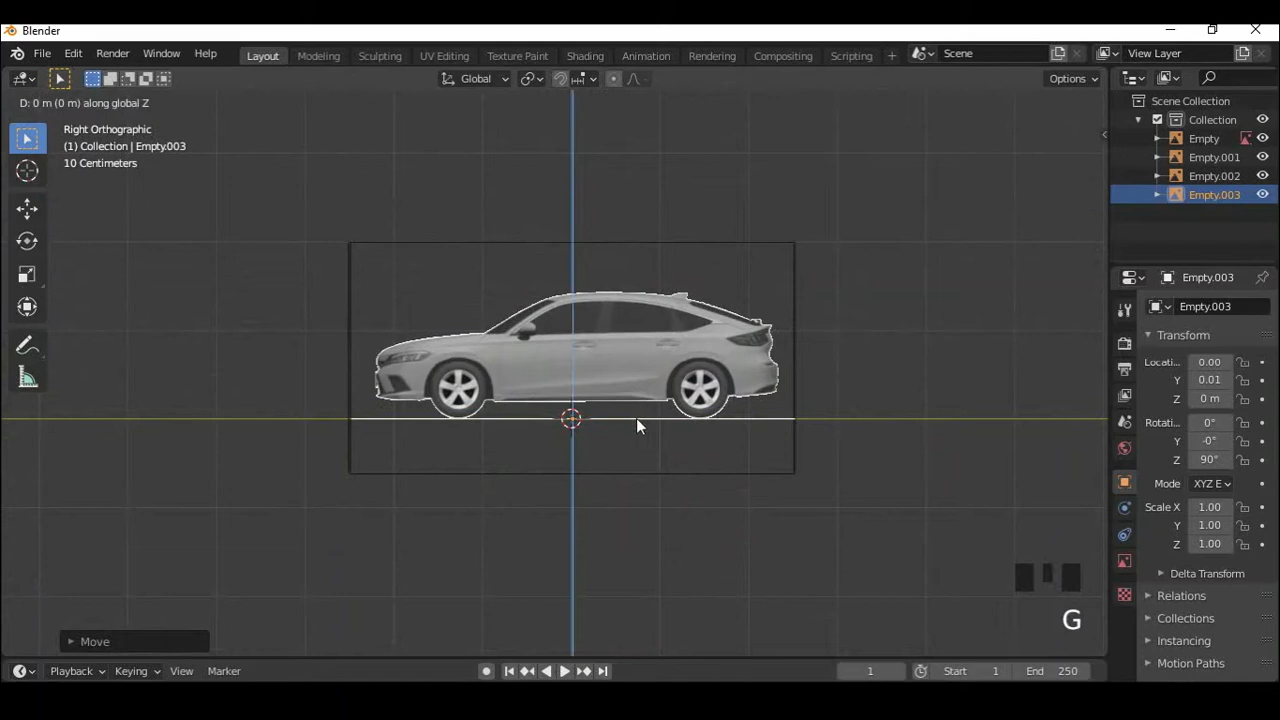 Blender
File Edit Render Window Help Layout Modeling Sculpting UV Editing Texture Paint Shading Animation Rendering Compositing Scripting + Scene View Layer
Global Options
D: 0 m (0 m) along global Z
Right Orthographic
(1) Collection | Empty.003
10 Centimeters
Scene Collection
Collection
Empty
Empty.001
Empty.002
Empty.003
Empty.003
Empty.003
Transform
Locati.. 0.00
Y 0.01
Z 0 m
Rotati.. 0°
Y -0°
Z 90°
Mode XYZ E
Scale X 1.00
Y 1.00
Z 1.00
Delta Transform
Relations
Collections
Instancing
Motion Paths
G
Move
Playback Keying View Marker 1 Start 1 End 250